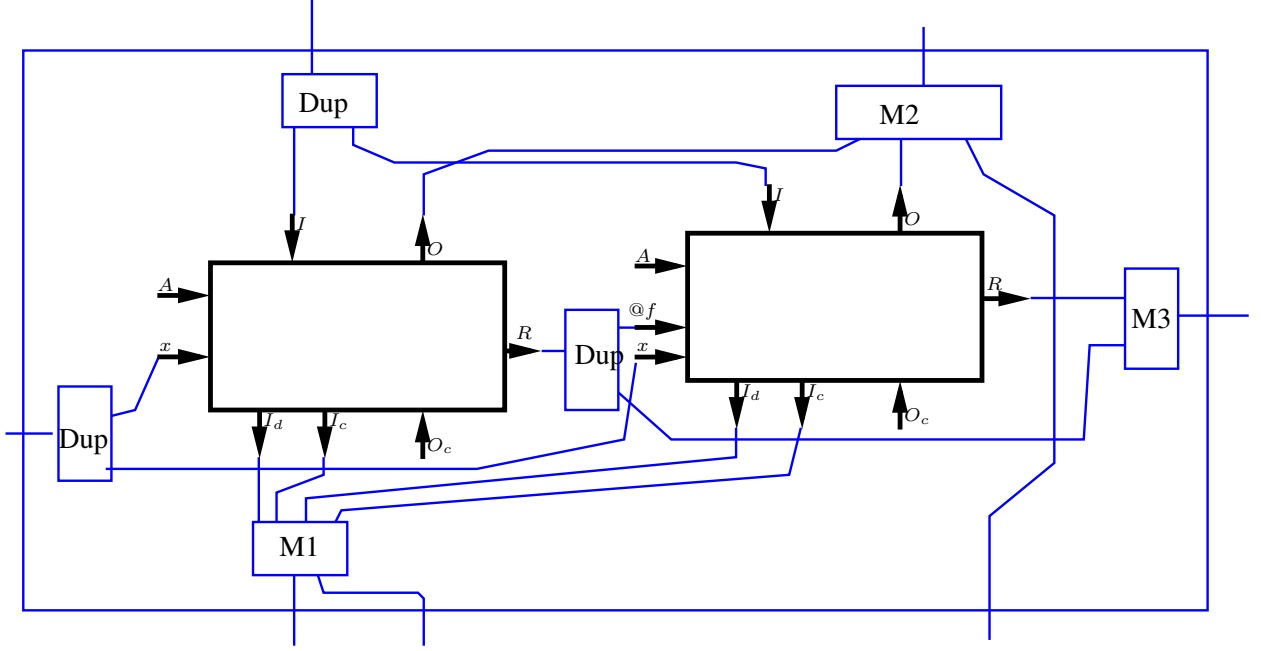 Dup
M2
I
O
I
O
A
x
R
A
@f
x
R
Dup
M3
Dup
I_d
I_c
O_c
I_d
I_c
O_c
M1